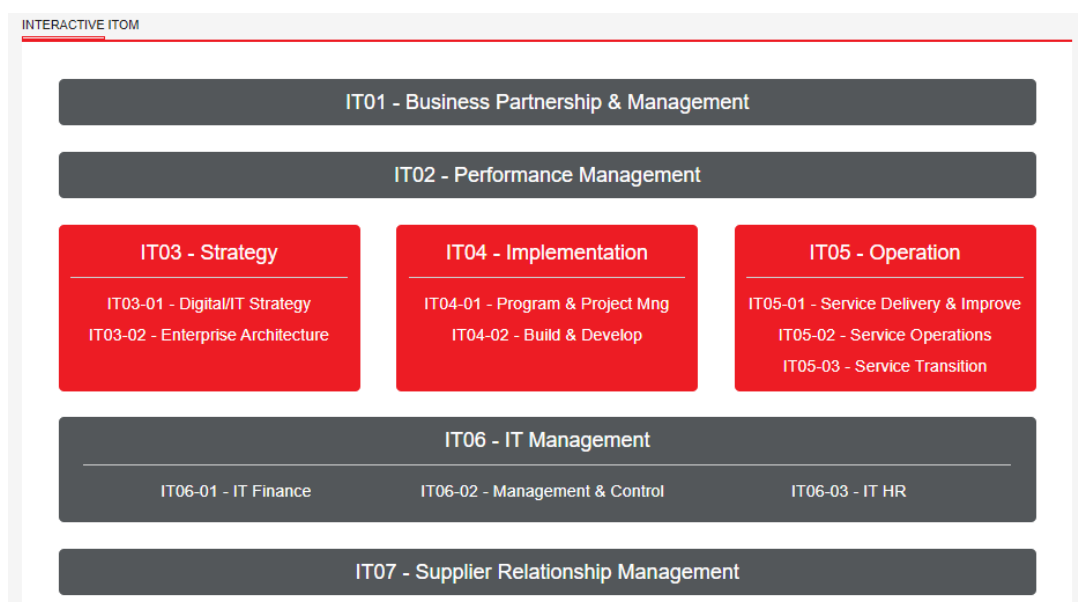 INTERACTIVE ITOM
IT01 - Business Partnership & Management
IT02 - Performance Management
IT03 - Strategy
IT03-01 - Digital/IT Strategy
IT03-02 - Enterprise Architecture
IT04 - Implementation
IT04-01 - Program & Project Mng
IT04-02 - Build & Develop
IT05 - Operation
IT05-01 - Service Delivery & Improve
IT05-02 - Service Operations
IT05-03 - Service Transition
IT06 - IT Management
IT06-01 - IT Finance
IT06-02 - Management & Control
IT06-03 - IT HR
IT07 - Supplier Relationship Management